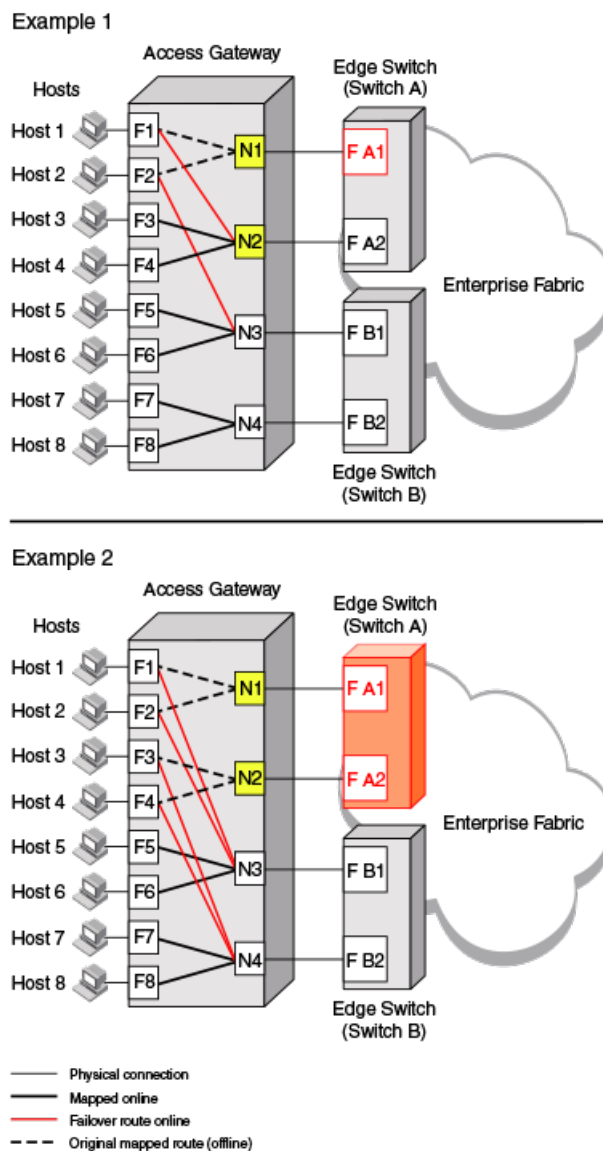 Example 1
Access Gateway
Edge Switch
(Switch A)
Hosts
Host 1
F1
N1
F A1
Host 2
F2
Host 3
F3
N2
F A2
Host 4
F4
Enterprise Fabric
Host 5
F5
N3
F B1
Host 6
F6
Host 7
F7
N4
F B2
Host 8
F8
Edge Switch
(Switch B)
Example 2
Access Gateway
Edge Switch
(Switch A)
Hosts
Host 1
F1
N1
F A1
Host 2
F2
Host 3
F3
N2
F A2
Host 4
F4
Enterprise Fabric
Host 5
F5
N3
F B1
Host 6
F6
Host 7
F7
N4
F B2
Host 8
F8
Edge Switch
(Switch B)
Physical connection
Mapped online
Failover route online
Original mapped route (offline)